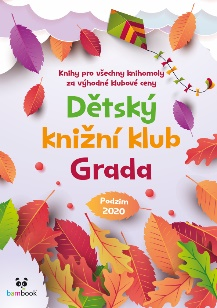 Knihy pro všechny knihomoly
za výhodné klubové ceny
Dětský
knižní klub
Grada
Podzim
2020
bambook